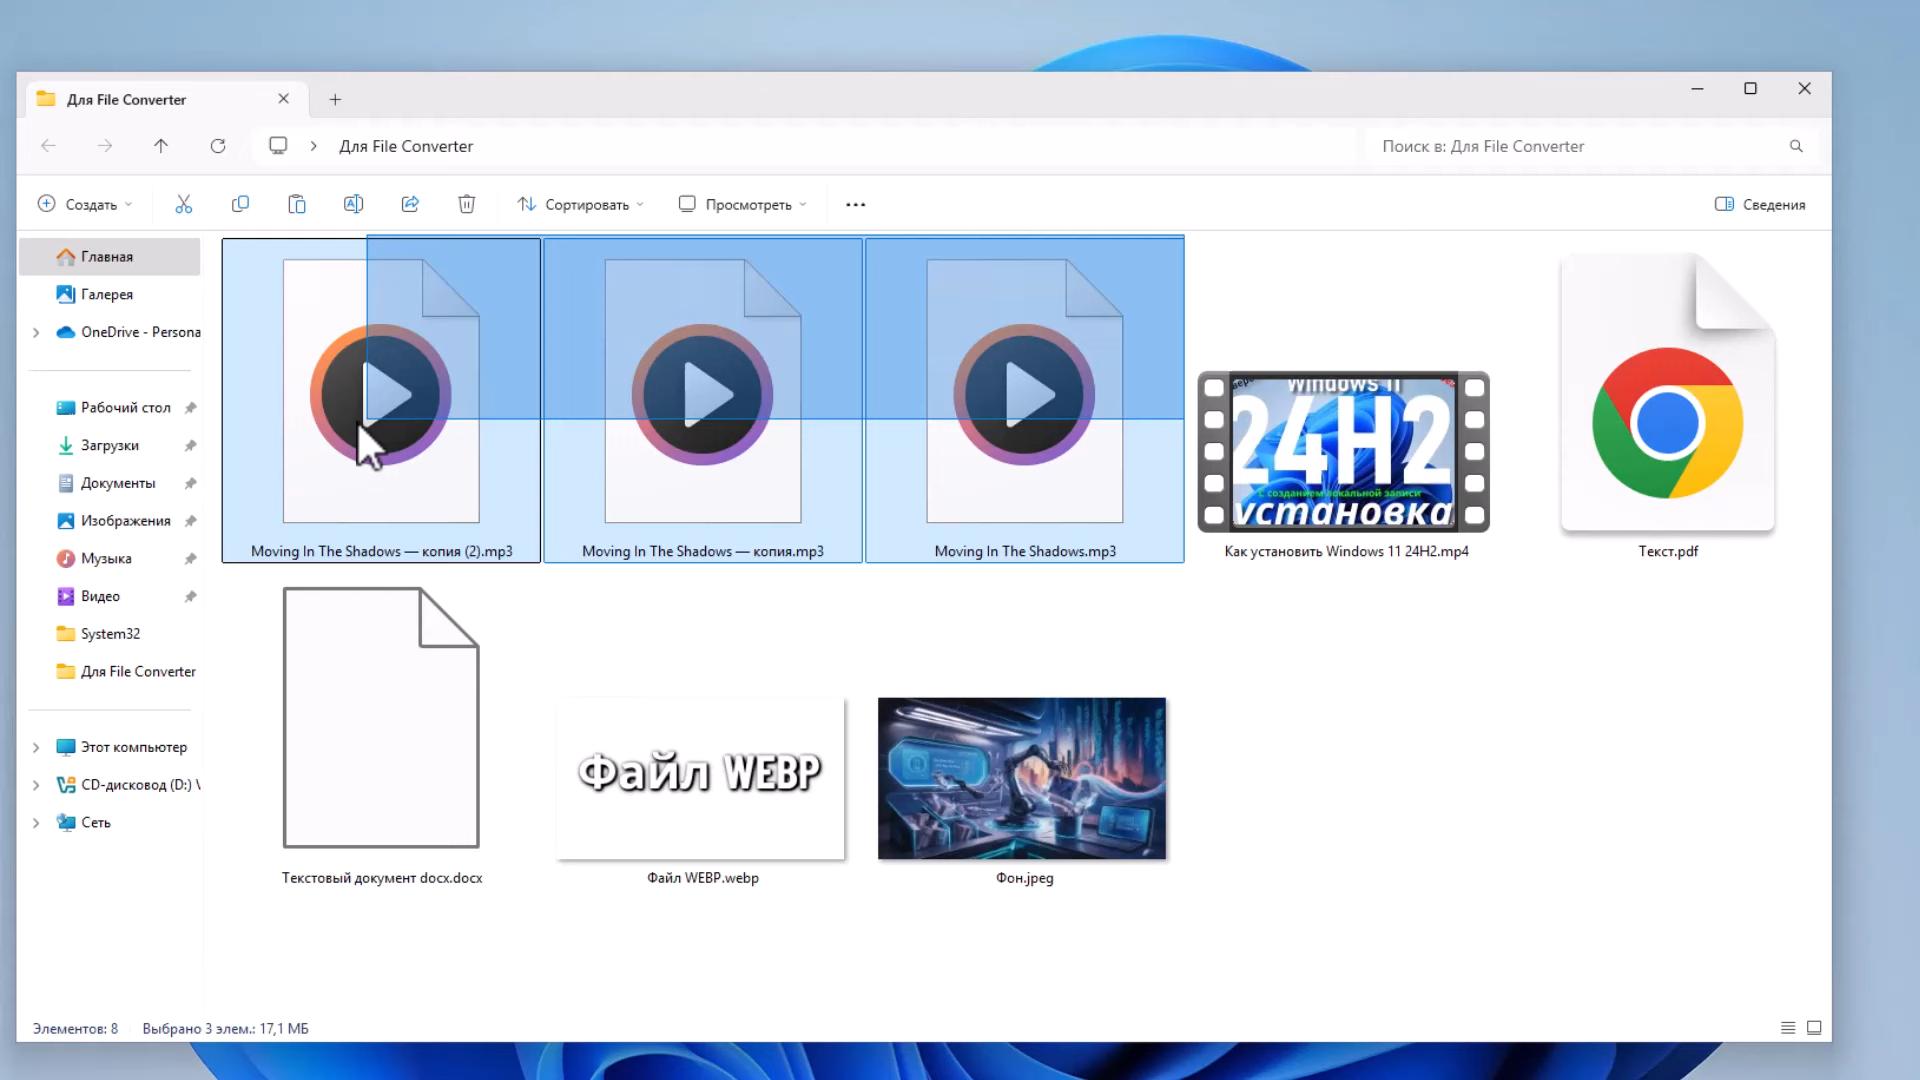 Для File Converter
Для File Converter
Поиск в: Для File Converter
Создать
Сортировать
Просмотреть
Сведения
Главная
Галерея
OneDrive - Persona
Рабочий стол
Загрузки
Документы
Изображения
Музыка
Видео
System32
Для File Converter
Этот компьютер
CD-дисковод (D:) V
Сеть
Moving In The Shadows — копия (2).mp3
Moving In The Shadows — копия.mp3
Moving In The Shadows.mp3
Windows 11
24H2
с созданием локальной записи
установка
Как установить Windows 11 24H2.mp4
Текст.pdf
Текстовый документ docx.docx
Файл WEBP
Файл WEBP.webp
Фон.jpeg
Элементов: 8
Выбрано 3 элем.: 17,1 МБ